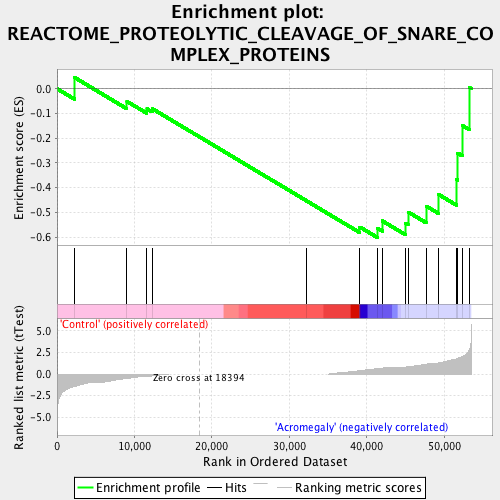 Enrichment plot:
REACTOME_PROTEOLYTIC_CLEAVAGE_OF_SNARE_CO
MPLEX_PROTEINS
Enrichment score (ES)
0.0
-0.1
-0.2
-0.3
-0.4
-0.5
-0.6
'Control' (positively correlated)
Ranked list metric (tTest)
5.0
2.5
0.0
-2.5
-5.0
Zero cross at 18394
'Acromegaly' (negatively correlated)
0 10,000 20,000 30,000 40,000 50,000
Rank in Ordered Dataset
Enrichment profile Hits Ranking metric scores